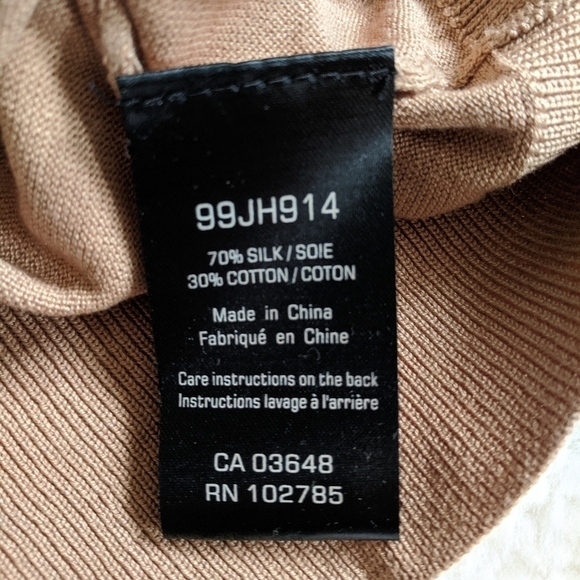 99JH914
70% SILK / SOIE
30% COTTON / COTON
Made in China
Fabriqué en Chine
Care instructions on the back
Instructions lavage à l'arrière
CA 03648
RN 102785